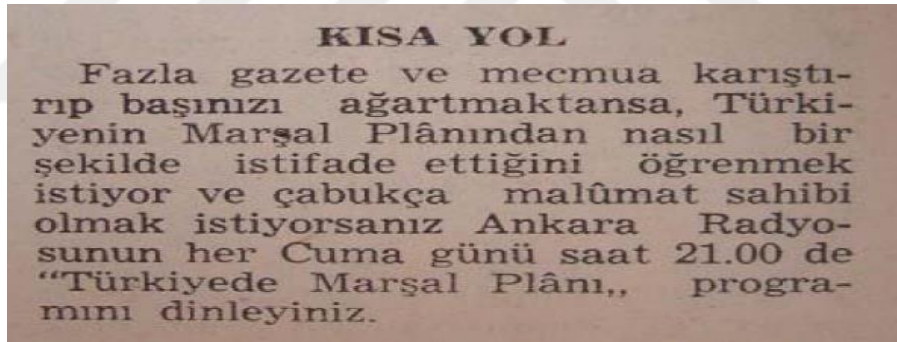 KISA YOL
Fazla gazete ve mecmua karıştı-
rıp başınızı ağartmaktansa, Türki-
yenin Marşal Plânından nasıl bir
şekilde istifade ettiğini öğrenmek
istiyor ve çabukça malûmat sahibi
olmak istiyorsanız Ankara Radyo-
sunun her Cuma günü saat 21.00 de
“Türkiyede Marşal Plânı,, progra-
mını dinleyiniz.